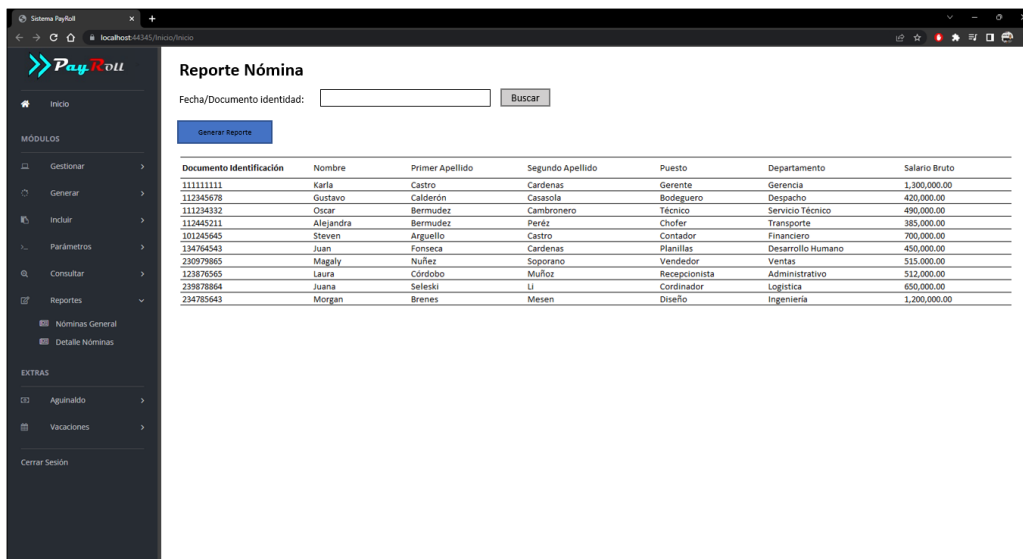 Sistema PayRoll
localhost:44345/Inicio/Inicio
PayRoll
Inicio
MÓDULOS
Gestionar
Generar
Incluir
Parámetros
Consultar
Reportes
Nóminas General
Detalle Nóminas
EXTRAS
Aguinaldo
Vacaciones
Cerrar Sesión
Reporte Nómina
Fecha/Documento identidad: Buscar
Generar Reporte
Documento Identificación Nombre Primer Apellido Segundo Apellido Puesto Departamento Salario Bruto
111111111 Karla Castro Cardenas Gerente Gerencia 1,300,000.00
112345678 Gustavo Calderón Casasola Bodeguero Despacho 420,000.00
111234332 Oscar Bermudez Cambronero Técnico Servicio Técnico 490,000.00
112445211 Alejandra Bermudez Peréz Chofer Transporte 385,000.00
101245645 Steven Arguello Castro Contador Financiero 700,000.00
134764543 Juan Fonseca Cardenas Planillas Desarrollo Humano 450,000.00
230979865 Magaly Nuñez Soporano Vendedor Ventas 515.000.00
123876565 Laura Córdobo Muñoz Recepcionista Administrativo 512,000.00
239878864 Juana Seleski Li Cordinador Logistica 650,000.00
234785643 Morgan Brenes Mesen Diseño Ingeniería 1,200,000.00